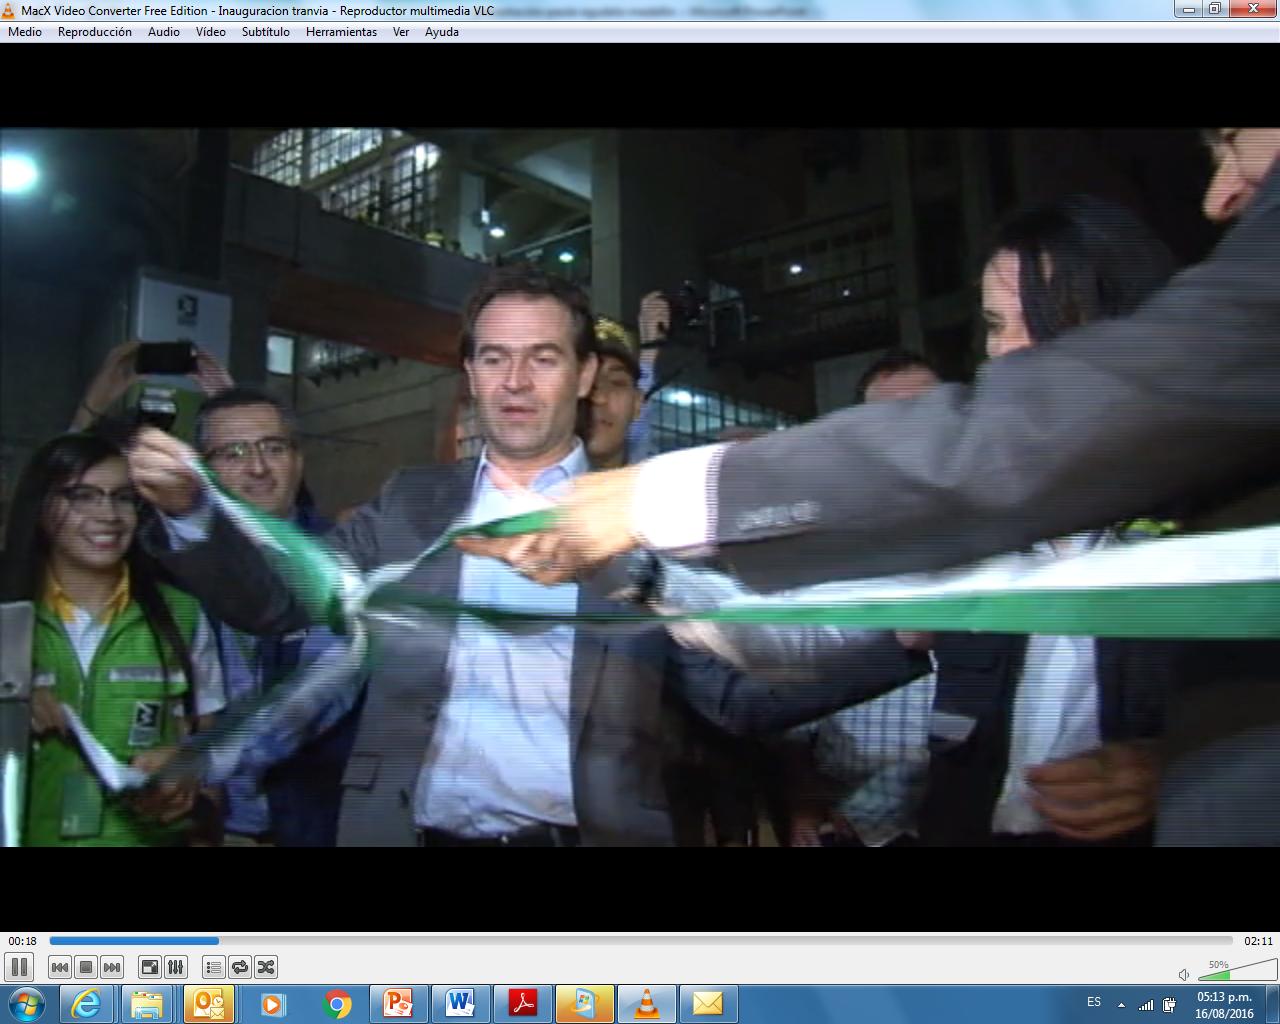 MacX Video Converter Free Edition - Inauguracion tranvia - Reproductor multimedia VLC
Medio Reproducción Audio Vídeo Subtítulo Herramientas Ver Ayuda
00:18 02:11
50%
ES 05:13 p.m.
16/08/2016